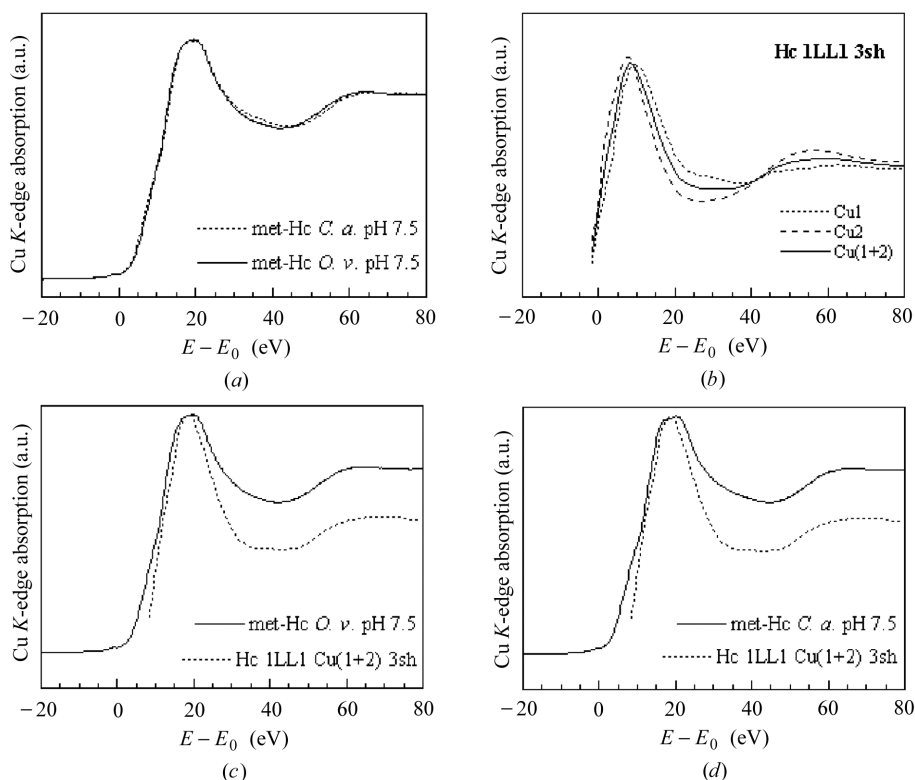 Cu K-edge absorption (a.u.)
met-Hc C. a. pH 7.5
met-Hc O. v. pH 7.5
−20 0 20 40 60 80
E − E0 (eV)
(a)
Cu K-edge absorption (a.u.)
Hc 1LL1 3sh
Cu1
Cu2
Cu(1+2)
−20 0 20 40 60 80
E − E0 (eV)
(b)
Cu K-edge absorption (a.u.)
met-Hc O. v. pH 7.5
Hc 1LL1 Cu(1+2) 3sh
−20 0 20 40 60 80
E − E0 (eV)
(c)
Cu K-edge absorption (a.u.)
met-Hc C. a. pH 7.5
Hc 1LL1 Cu(1+2) 3sh
−20 0 20 40 60 80
E − E0 (eV)
(d)